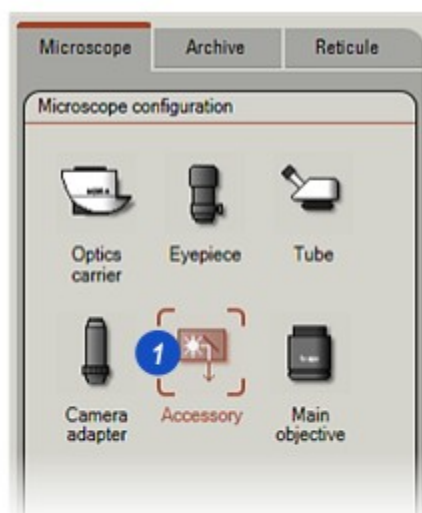 Microscope Archive Reticule
Microscope configuration
Optics carrier
Eyepiece
Tube
1
Camera adapter
Accessory
Main objective